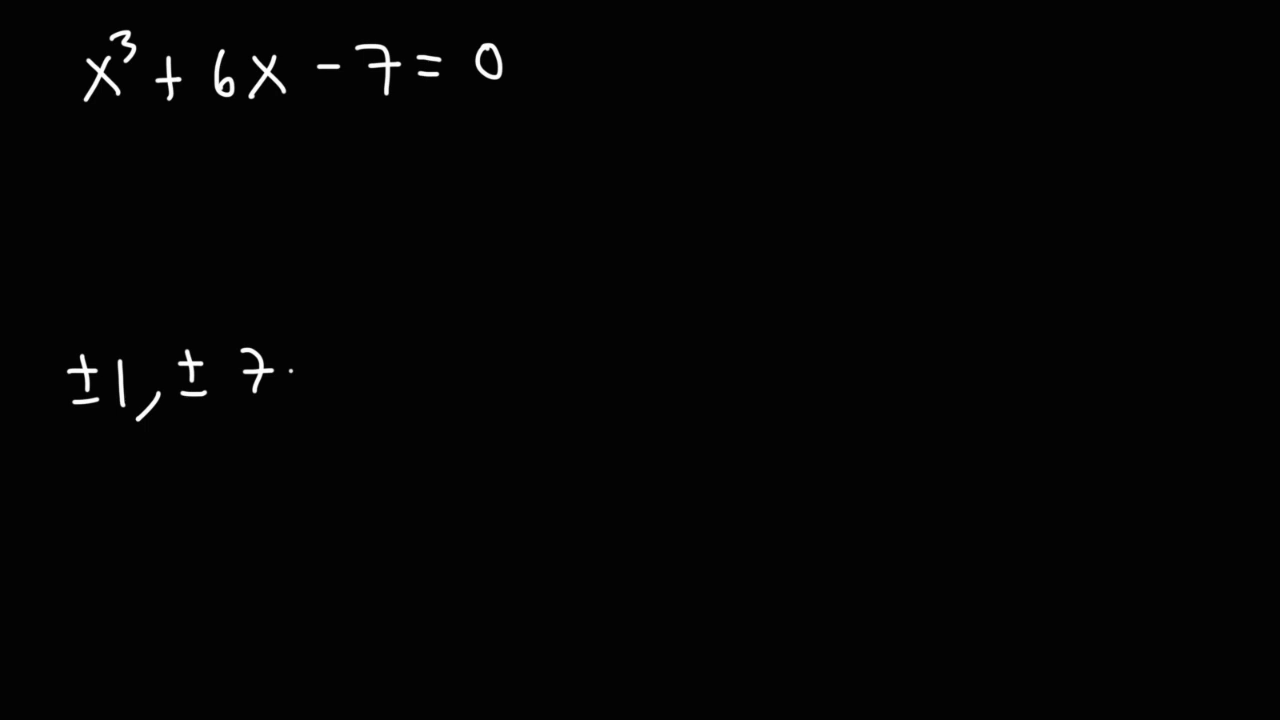 x³ + 6x - 7 = 0
±1, ± 7